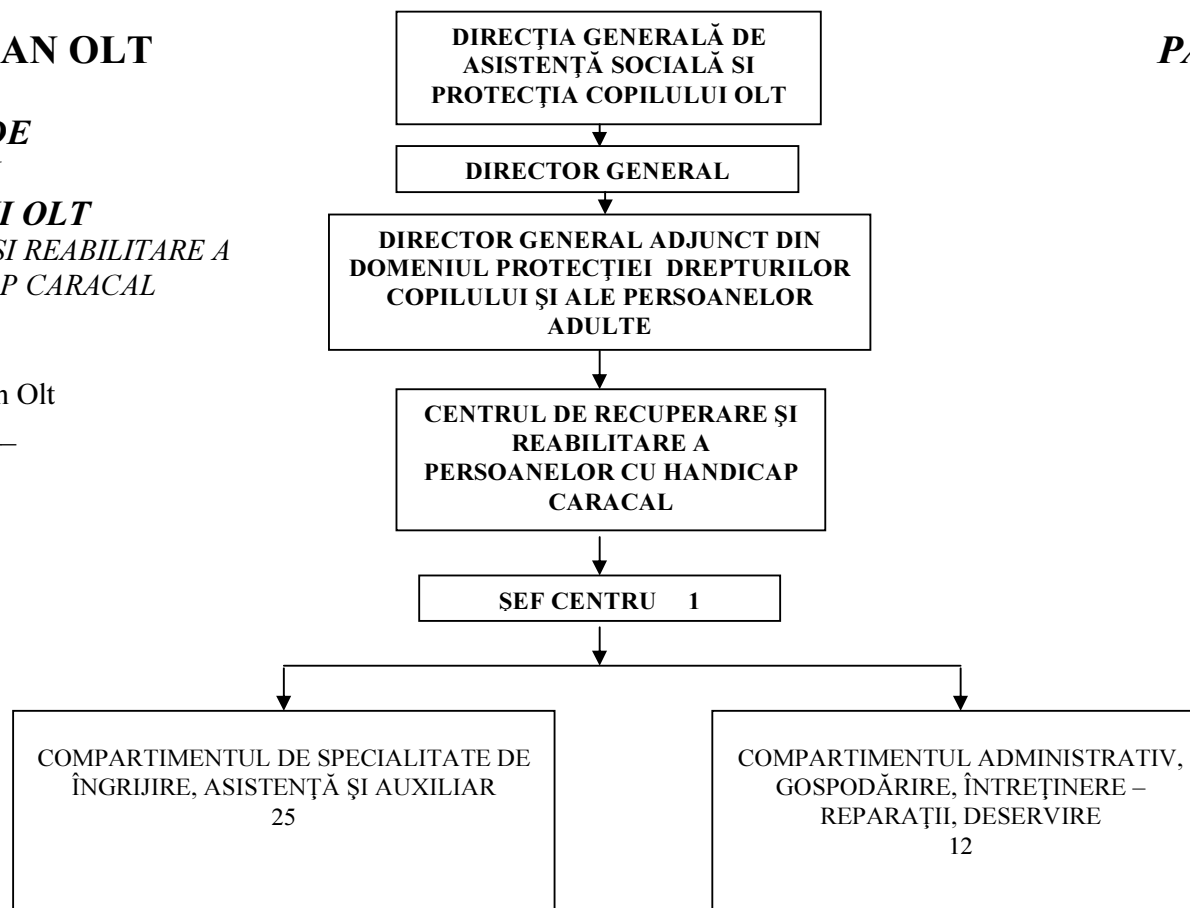 AN OLT
DE
I OLT
SI REABILITARE A
P CARACAL
n Olt
–
PA
DIRECŢIA GENERALĂ DE
ASISTENŢĂ SOCIALĂ SI
PROTECŢIA COPILULUI OLT
DIRECTOR GENERAL
DIRECTOR GENERAL ADJUNCT DIN
DOMENIUL PROTECŢIEI DREPTURILOR
COPILULUI ŞI ALE PERSOANELOR
ADULTE
CENTRUL DE RECUPERARE ŞI
REABILITARE A
PERSOANELOR CU HANDICAP
CARACAL
ŞEF CENTRU 1
COMPARTIMENTUL DE SPECIALITATE DE
ÎNGRIJIRE, ASISTENŢĂ ŞI AUXILIAR
25
COMPARTIMENTUL ADMINISTRATIV,
GOSPODĂRIRE, ÎNTREŢINERE –
REPARAŢII, DESERVIRE
12